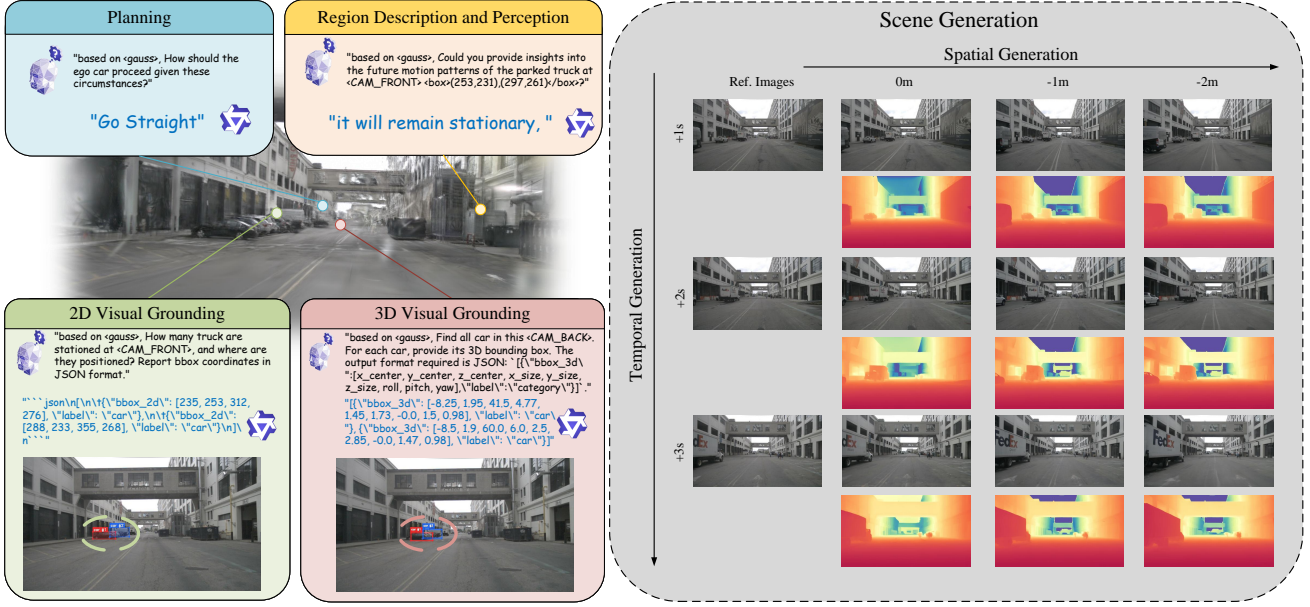 Planning
"based on <gauss>, How should the
ego car proceed given these
circumstances?"
"Go Straight"
Region Description and Perception
"based on <gauss>, Could you provide insights into
the future motion patterns of the parked truck at
<CAM_FRONT> <box>(253,231),(297,261)</box>?"
"it will remain stationary, "
2D Visual Grounding
"based on <gauss>, How many truck are
stationed at <CAM_FRONT>, and where are
they positioned? Report bbox coordinates in
JSON format."
"```json\n[\n\t{\"bbox_2d\": [235, 253, 312,
276], \"label\": \"car\"},\n\t{\"bbox_2d\":
[288, 233, 355, 268], \"label\": \"car\"}\n]\
n```"
3D Visual Grounding
"based on <gauss>, Find all car in this <CAM_BACK>.
For each car, provide its 3D bounding box. The
output format required is JSON: `[{\"bbox_3d\
":[x_center, y_center, z_center, x_size, y_size,
z_size, roll, pitch, yaw],\"label\":\"category\"}]`."
"[{\"bbox_3d\": [-8.25, 1.95, 41.5, 4.77,
1.45, 1.73, -0.0, 1.5, 0.98], \"label\": \"car\
"}, {\"bbox_3d\": [-8.5, 1.9, 60.0, 6.0, 2.5,
2.85, -0.0, 1.47, 0.98], \"label\": \"car\"}]"
Scene Generation
Spatial Generation
Ref. Images
0m
-1m
-2m
Temporal Generation
+1s
+2s
+3s
FedEx
FedEx
FedEx
FedEx